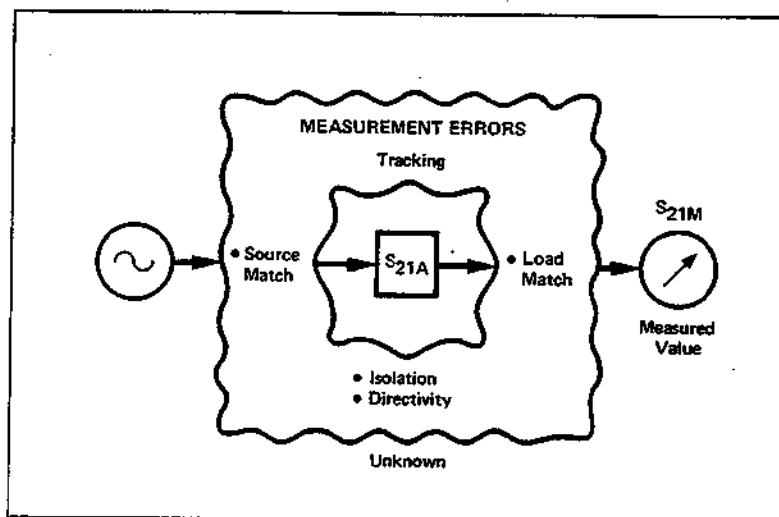 MEASUREMENT ERRORS
Tracking
• Source
Match
S21A
• Load
Match
S21M
Measured
Value
• Isolation
• Directivity
Unknown